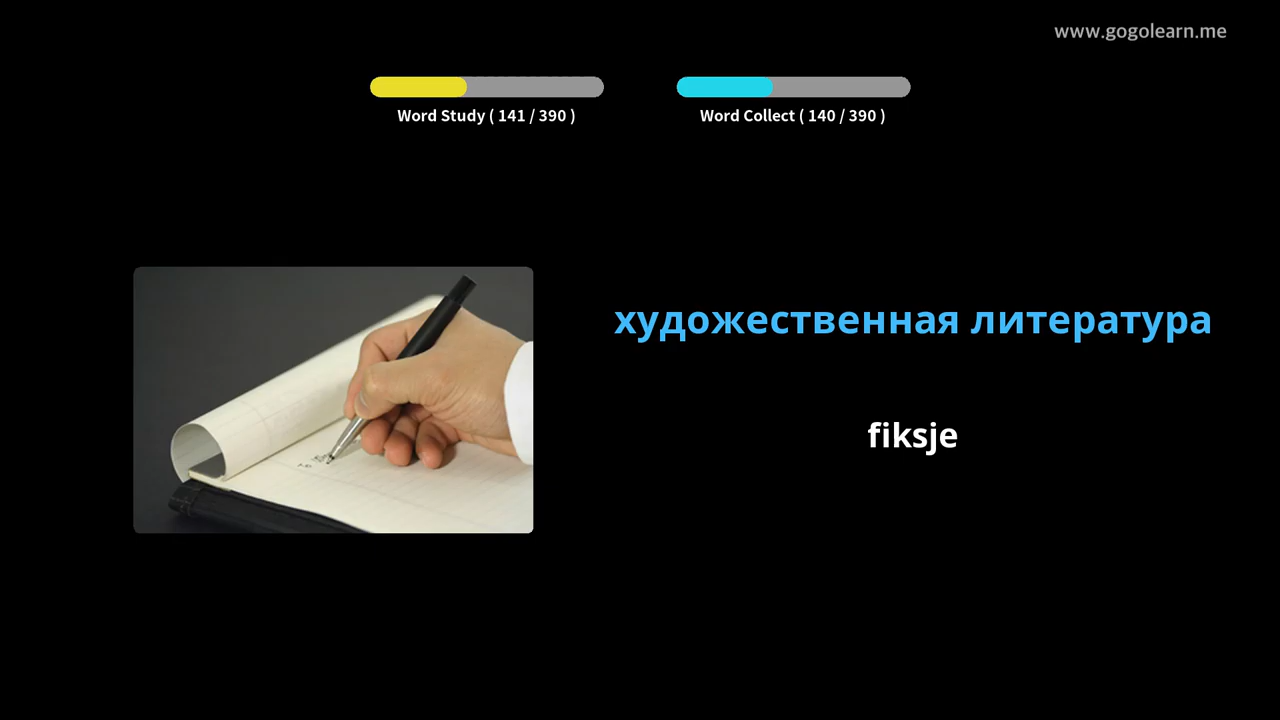 www.gogolearn.me
Word Study ( 141 / 390 )
Word Collect ( 140 / 390 )
художественная литература
fiksje